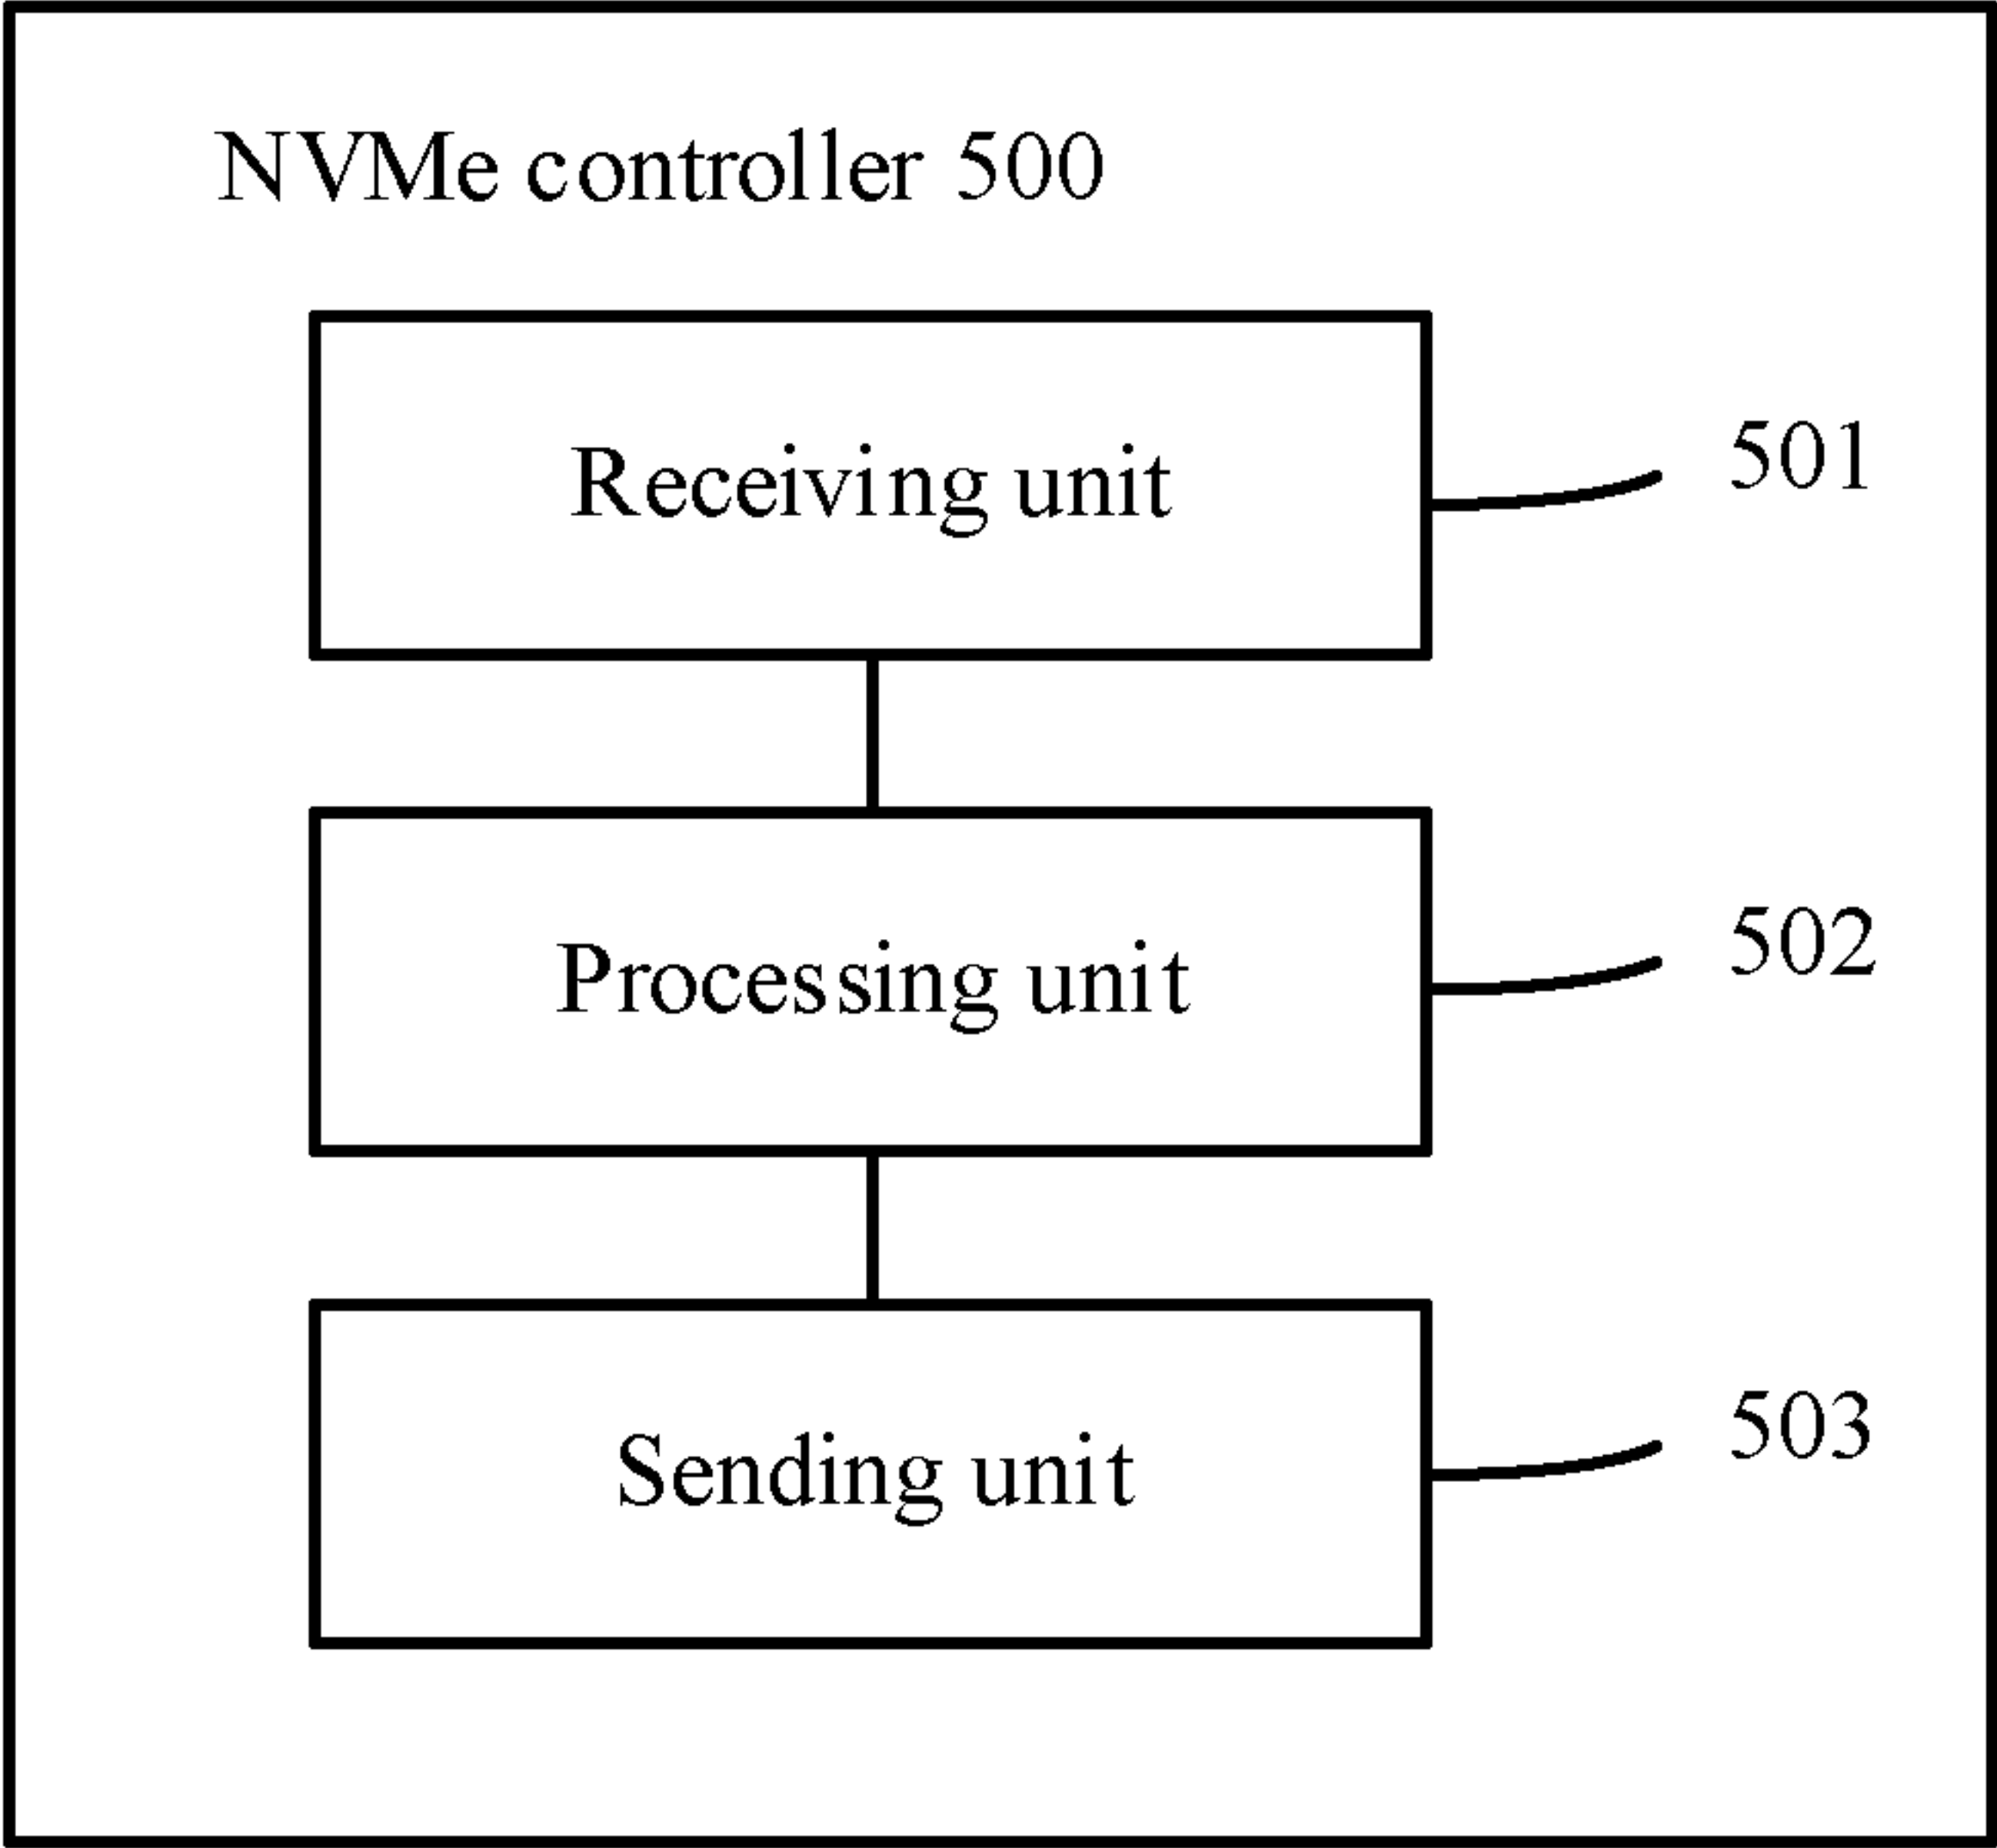 NVMe controller 500
Receiving unit
501
Processing unit
502
Sending unit
503